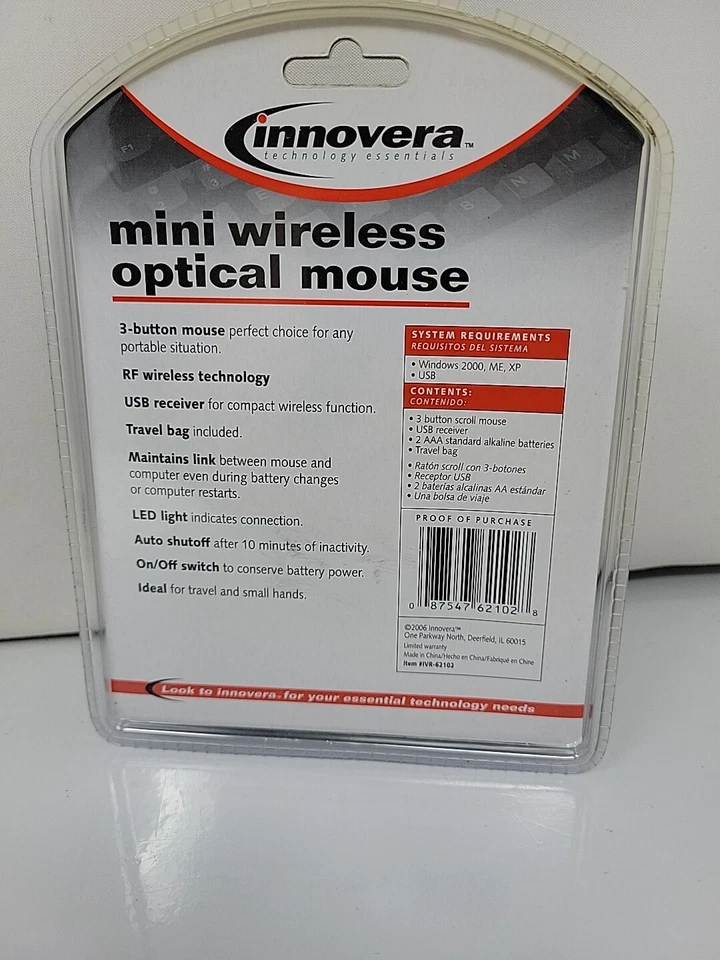 innovera™
technology essentials
mini wireless
optical mouse
3-button mouse perfect choice for any
portable situation.
RF wireless technology
USB receiver for compact wireless function.
Travel bag included.
Maintains link between mouse and
computer even during battery changes
or computer restarts.
LED light indicates connection.
Auto shutoff after 10 minutes of inactivity.
On/Off switch to conserve battery power.
Ideal for travel and small hands.
SYSTEM REQUIREMENTS
REQUISITOS DEL SISTEMA
• Windows 2000, ME, XP
• USB
CONTENTS:
CONTENIDO:
• 3 button scroll mouse
• USB receiver
• 2 AAA standard alkaline batteries
• Travel bag
• Ratón scroll con 3-botones
• Receptor USB
• 2 baterías alcalinas AA estándar
• Una bolsa de viaje
PROOF OF PURCHASE
0 87547 62102 8
©2006 Innovera™
One Parkway North, Deerfield, IL 60015
Limited warranty
Made in China/Hecho en China/Fabriqué en Chine
Item #IVR-62102
Look to innovera™ for your essential technology needs